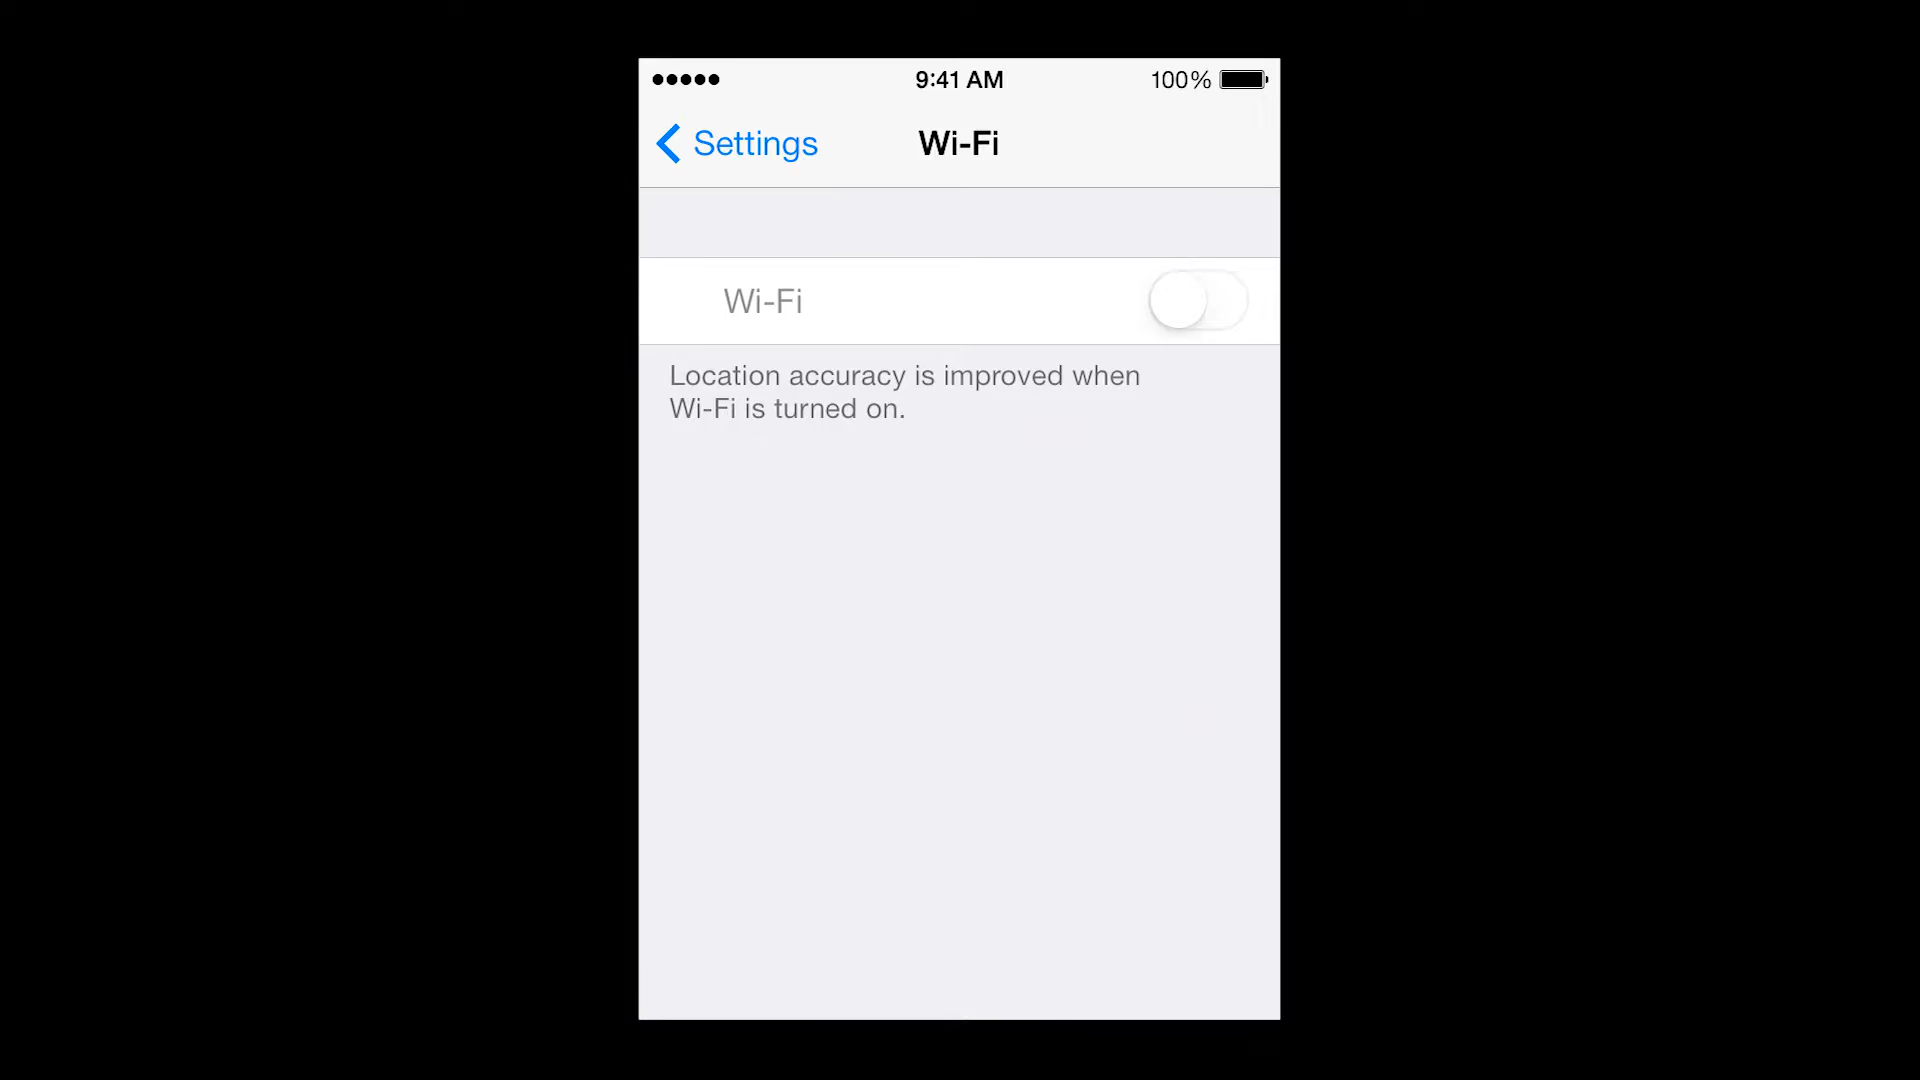 9:41 AM 100%
Settings Wi-Fi
Wi-Fi
Location accuracy is improved when
Wi-Fi is turned on.